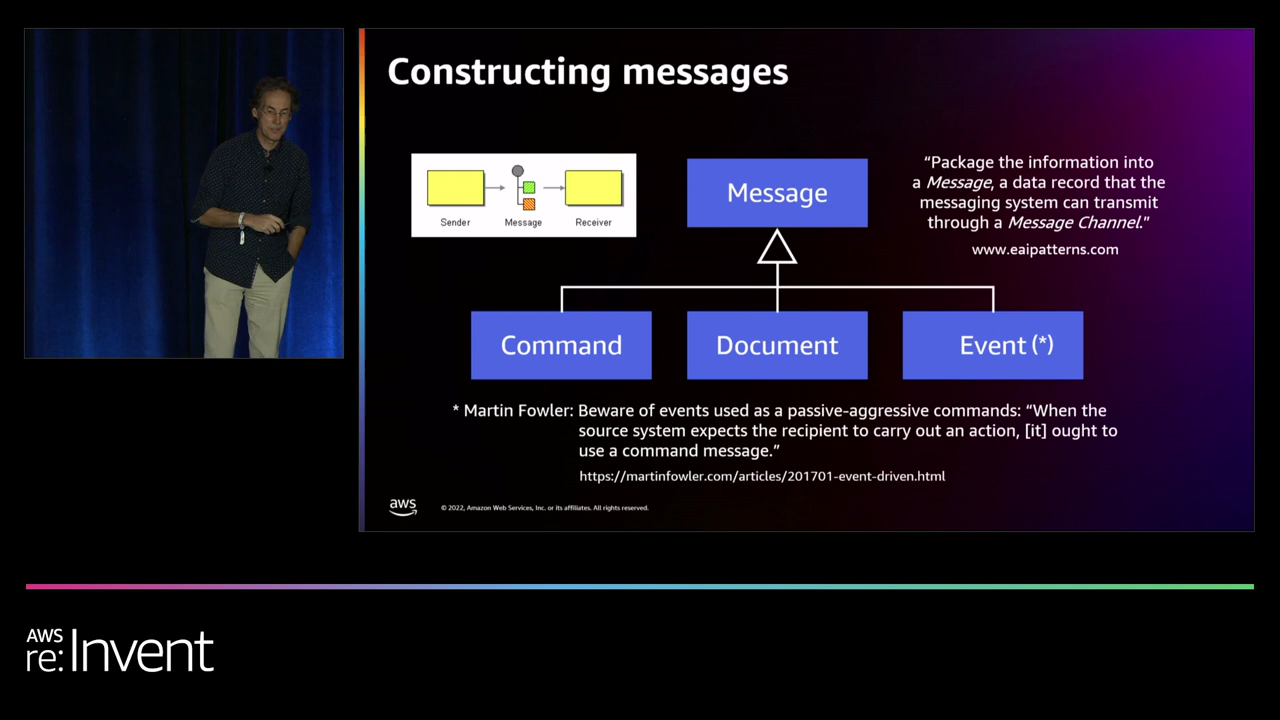 Constructing messages
Sender
Message
Receiver
Message
“Package the information into
a Message, a data record that the
messaging system can transmit
through a Message Channel.”
www.eaipatterns.com
Command
Document
Event (*)
* Martin Fowler: Beware of events used as a passive-aggressive commands: “When the
source system expects the recipient to carry out an action, [it] ought to
use a command message.”
https://martinfowler.com/articles/201701-event-driven.html
aws
© 2022, Amazon Web Services, Inc. or its affiliates. All rights reserved.
AWS
re:Invent